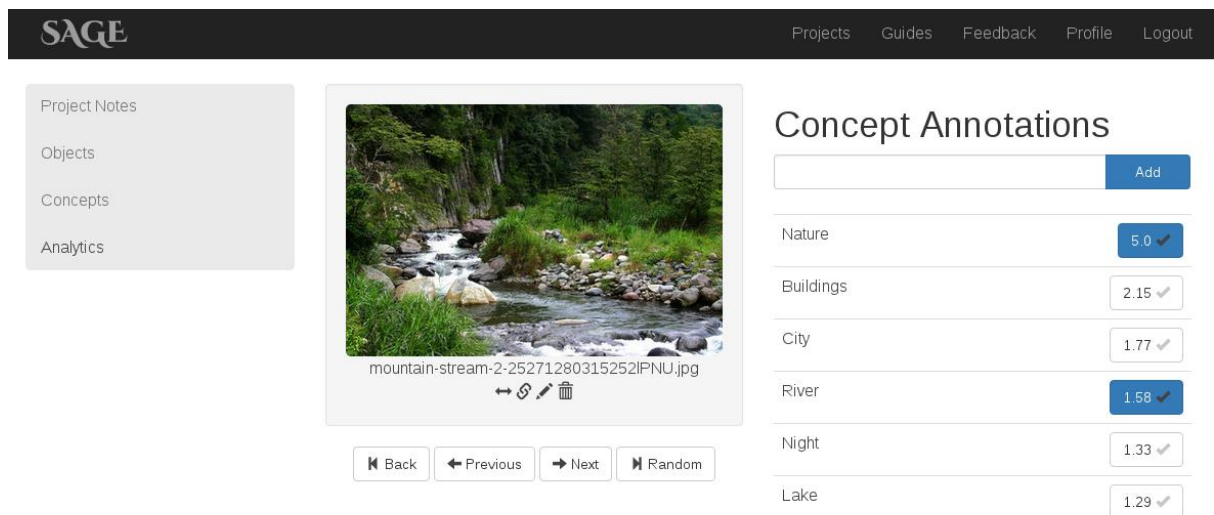 SAGE
Projects Guides Feedback Profile Logout
Project Notes
Objects
Concepts
Analytics
mountain-stream-2-25271280315252lPNU.jpg
Back Previous Next Random
Concept Annotations
Add
Nature 5.0
Buildings 2.15
City 1.77
River 1.58
Night 1.33
Lake 1.29